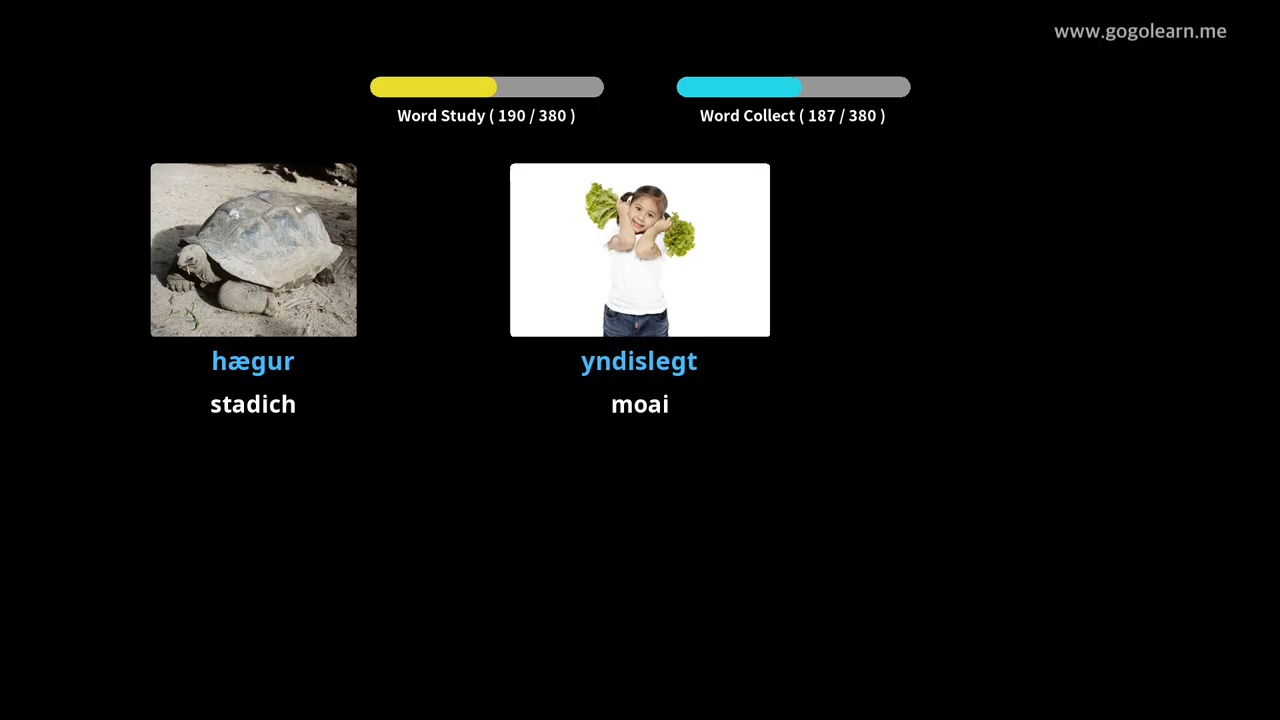 www.gogolearn.me
Word Study ( 190 / 380 )
Word Collect ( 187 / 380 )
hægur
yndislegt
stadich
moai